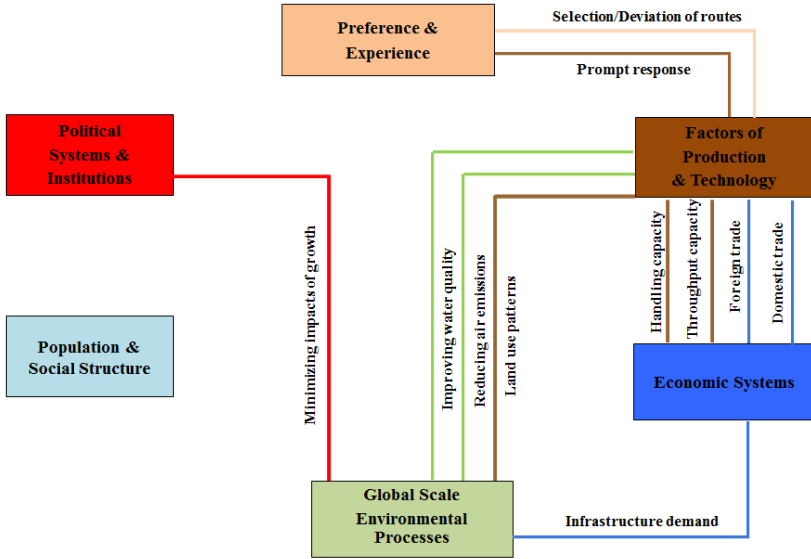 Selection/Deviation of routes
Preference &
Experience
Prompt response
Political
Systems &
Institutions
Factors of
Production
& Technology
Minimizing impacts of growth
Improving water quality
Reducing air emissions
Land use patterns
Handling capacity
Throughput capacity
Foreign trade
Domestic trade
Population &
Social Structure
Economic Systems
Global Scale
Environmental
Processes
Infrastructure demand